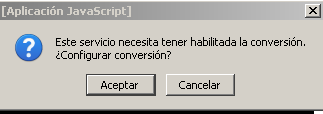 [Aplicación JavaScript]
Este servicio necesita tener habilitada la conversión.
¿Configurar conversión?
Aceptar
Cancelar